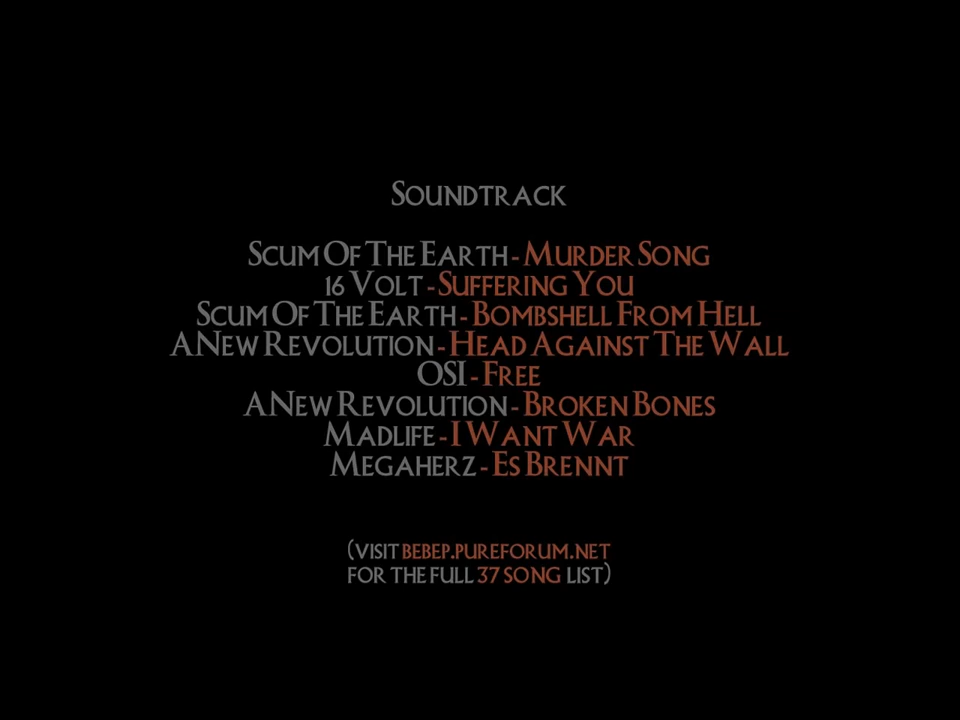 Soundtrack
Scum Of The Earth - Murder Song
16 Volt - Suffering You
Scum Of The Earth - Bombshell From Hell
A New Revolution - Head Against The Wall
OSI - Free
A New Revolution - Broken Bones
Madlife - I Want War
Megaherz - Es Brennt
(visit bebep.pureforum.net
for the full 37 song list)